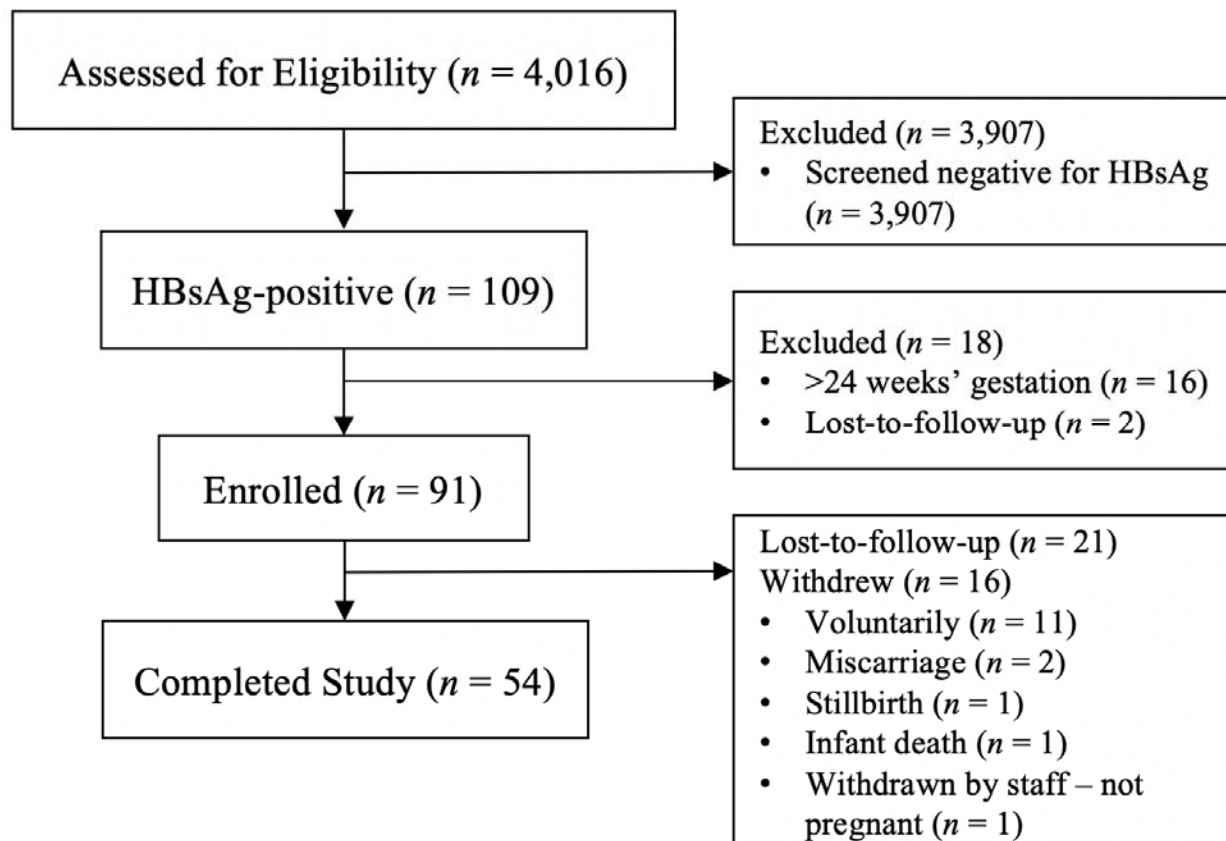 Assessed for Eligibility (n = 4,016)
Excluded (n = 3,907)
• Screened negative for HBsAg
(n = 3,907)
HBsAg-positive (n = 109)
Excluded (n = 18)
• >24 weeks’ gestation (n = 16)
• Lost-to-follow-up (n = 2)
Enrolled (n = 91)
Lost-to-follow-up (n = 21)
Withdrew (n = 16)
• Voluntarily (n = 11)
• Miscarriage (n = 2)
• Stillbirth (n = 1)
• Infant death (n = 1)
• Withdrawn by staff – not
pregnant (n = 1)
Completed Study (n = 54)